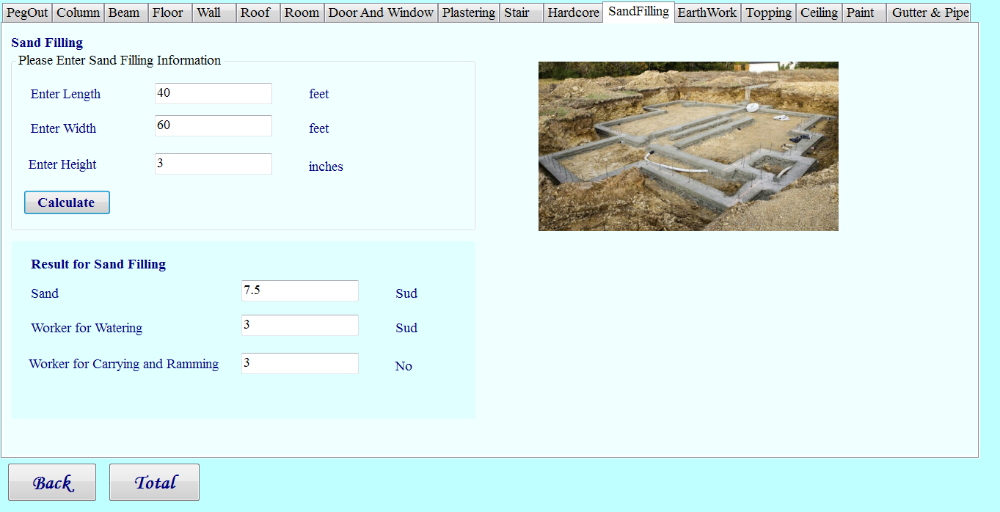 PegOut Column Beam Floor Wall Roof Room Door And Window Plastering Stair Hardcore SandFilling EarthWork Topping Ceiling Paint Gutter & Pipe
Sand Filling
Please Enter Sand Filling Information
Enter Length 40 feet
Enter Width 60 feet
Enter Height 3 inches
Calculate
Result for Sand Filling
Sand 7.5 Sud
Worker for Watering 3 Sud
Worker for Carrying and Ramming 3 No
Back Total